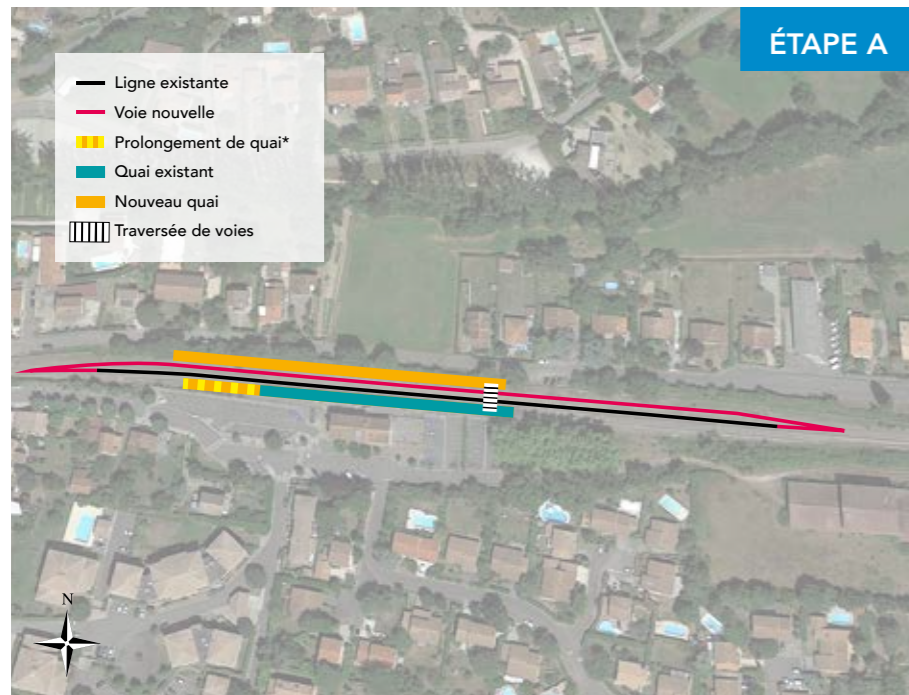 ÉTAPE A
Ligne existante
Voie nouvelle
Prolongement de quai*
Quai existant
Nouveau quai
Traversée de voies
N